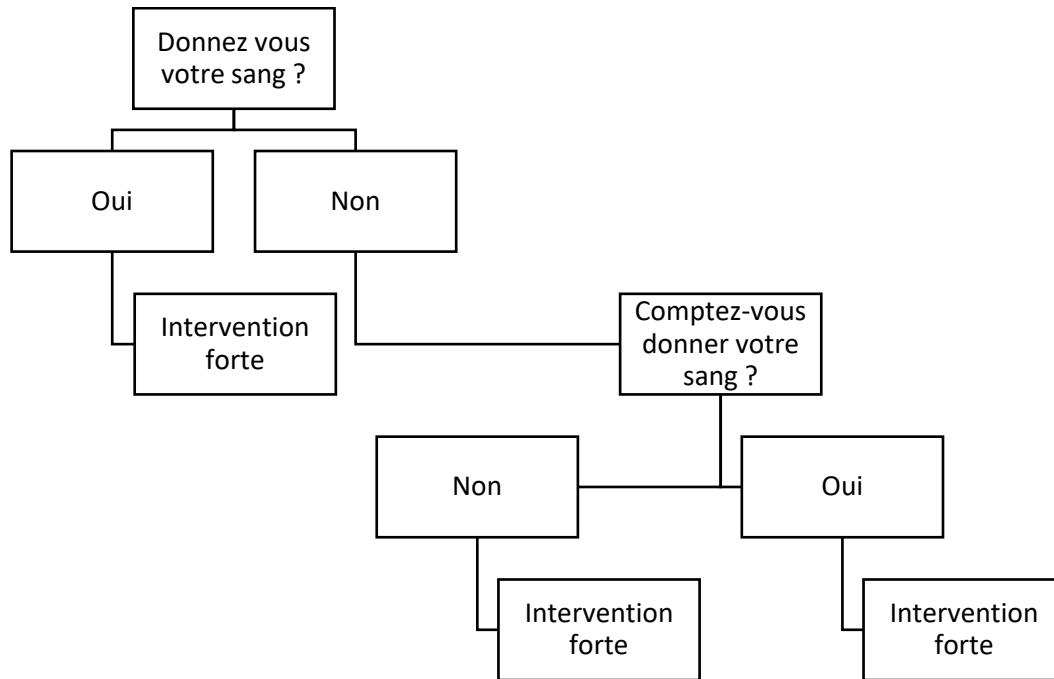 Donnez vous
votre sang ?
Oui
Non
Intervention
forte
Comptez-vous
donner votre
sang ?
Non
Oui
Intervention
forte
Intervention
forte